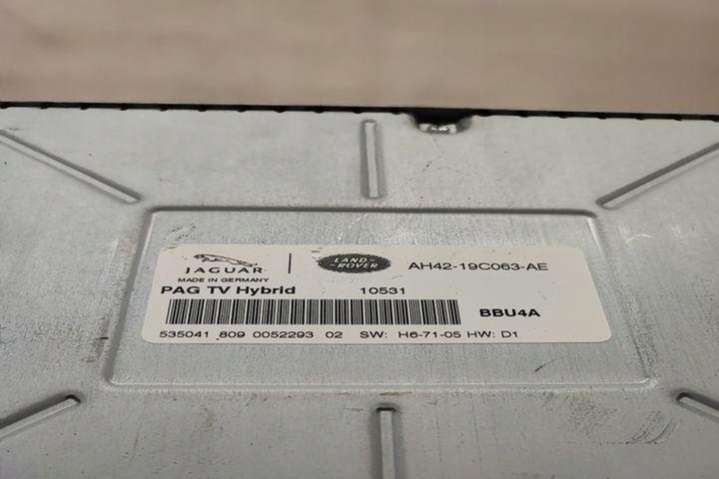 JAGUAR
MADE IN GERMANY
LAND-
-ROVER
AH42-19C063-AE
PAG TV Hybrid 10531
BBU4A
535041 809 0052293 02 SW: H6-71-05 HW: D1